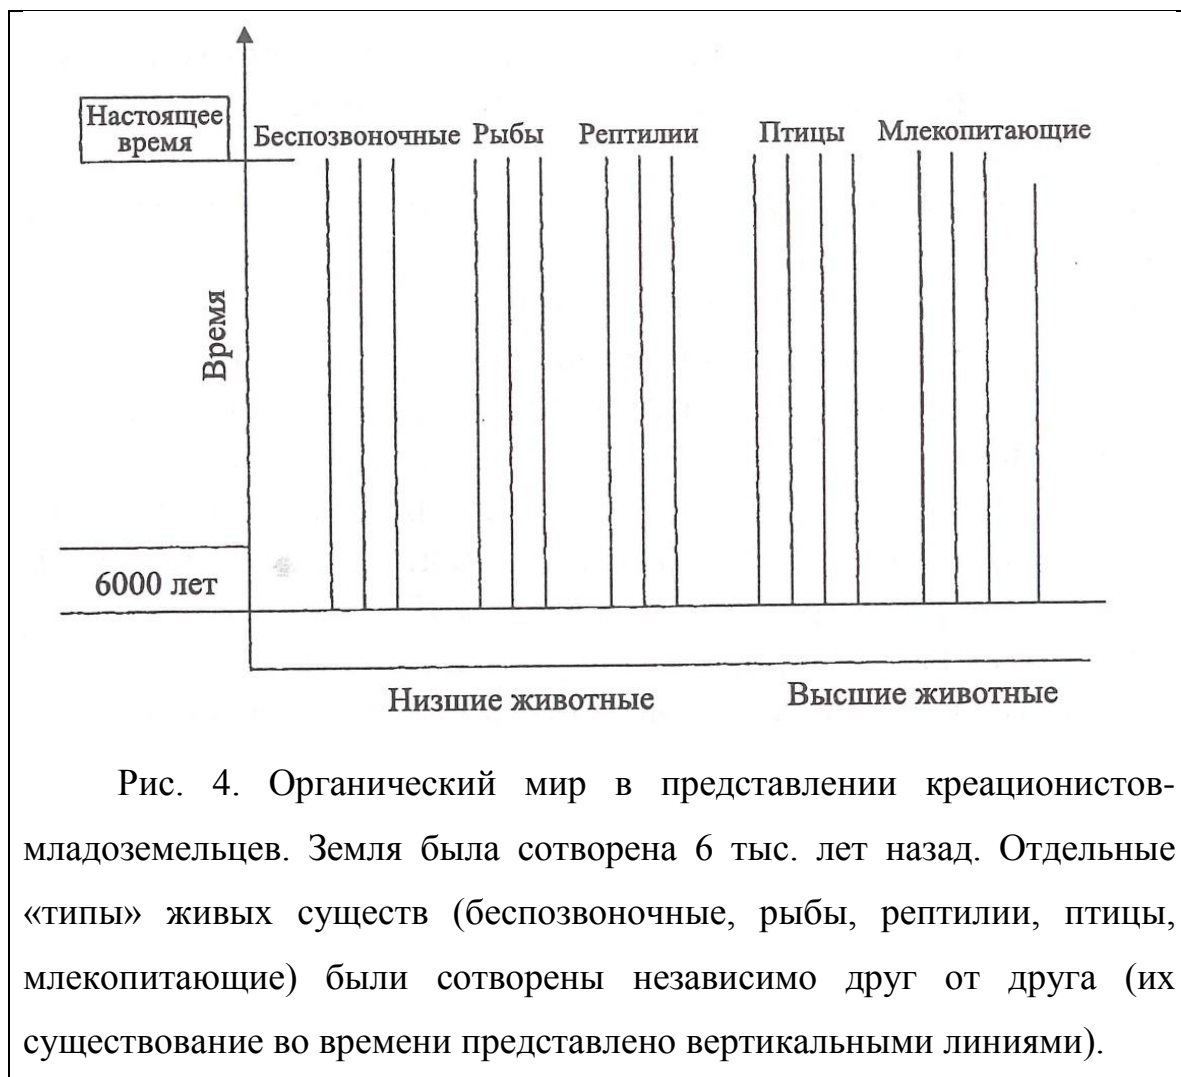 Настоящее
время
Беспозвоночные Рыбы Рептилии Птицы Млекопитающие
Время
6000 лет
Низшие животные Высшие животные
Рис. 4. Органический мир в представлении креационистов-
младоземельцев. Земля была сотворена 6 тыс. лет назад. Отдельные
«типы» живых существ (беспозвоночные, рыбы, рептилии, птицы,
млекопитающие) были сотворены независимо друг от друга (их
существование во времени представлено вертикальными линиями).